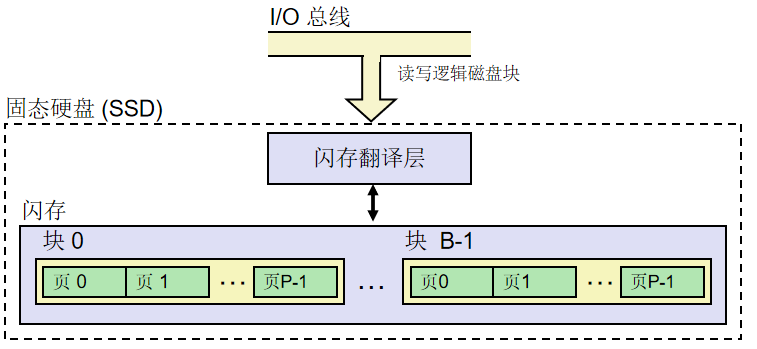 I/O 总线
读写逻辑磁盘块
固态硬盘 (SSD)
闪存翻译层
闪存
块 0
块 B-1
页 0
页 1
···
页P-1
···
页0
页1
···
页P-1